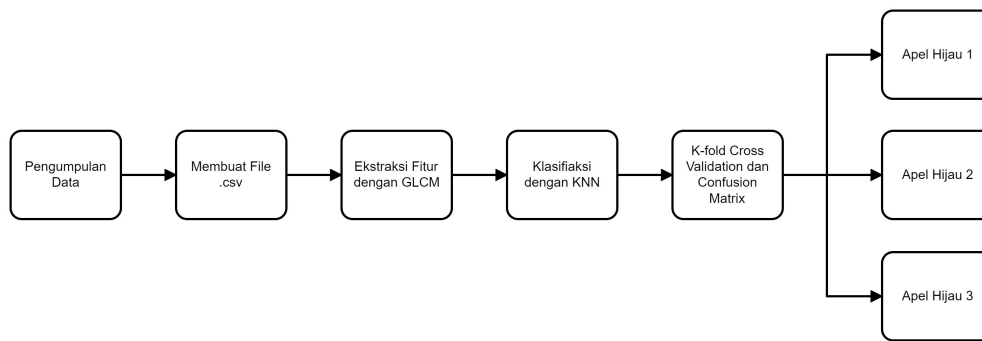 Pengumpulan
Data
Membuat File
.csv
Ekstraksi Fitur
dengan GLCM
Klasifiaksi
dengan KNN
K-fold Cross
Validation dan
Confusion
Matrix
Apel Hijau 1
Apel Hijau 2
Apel Hijau 3